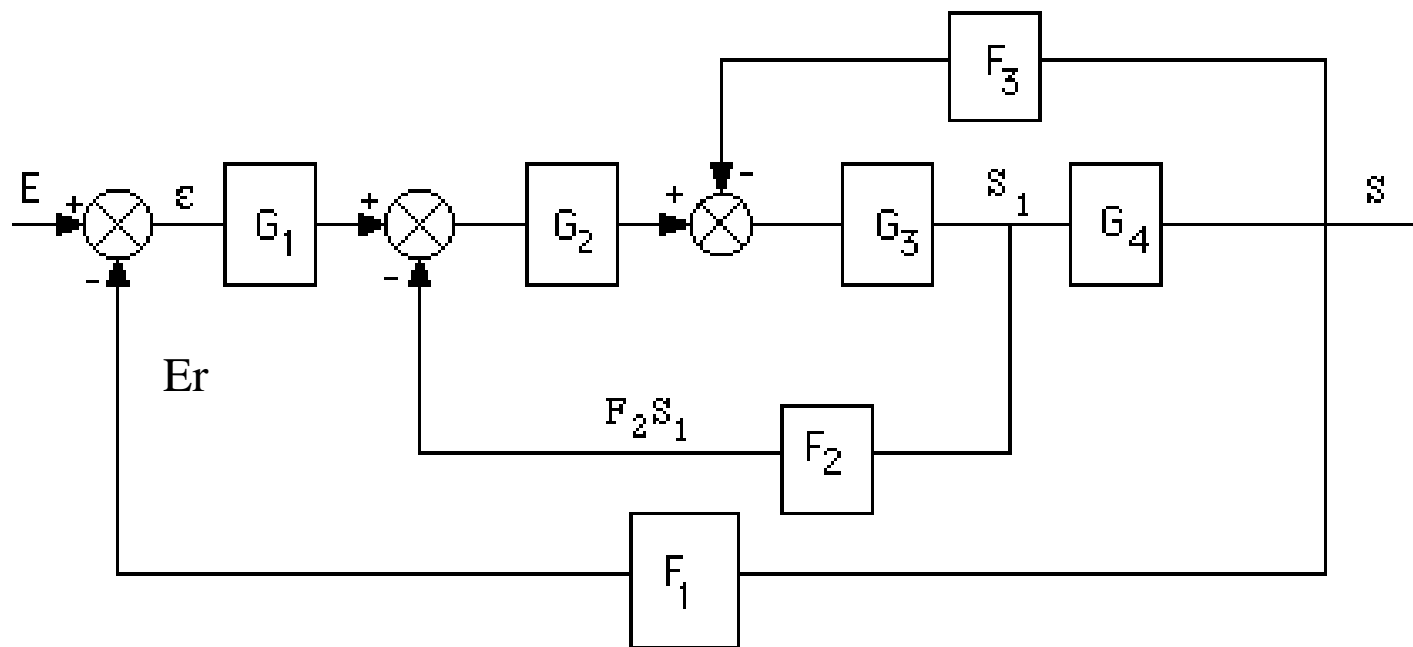 F3
E + ε G1 + G2 + - G3 S1 G4 S
- -
Er
F2S1 F2
F1